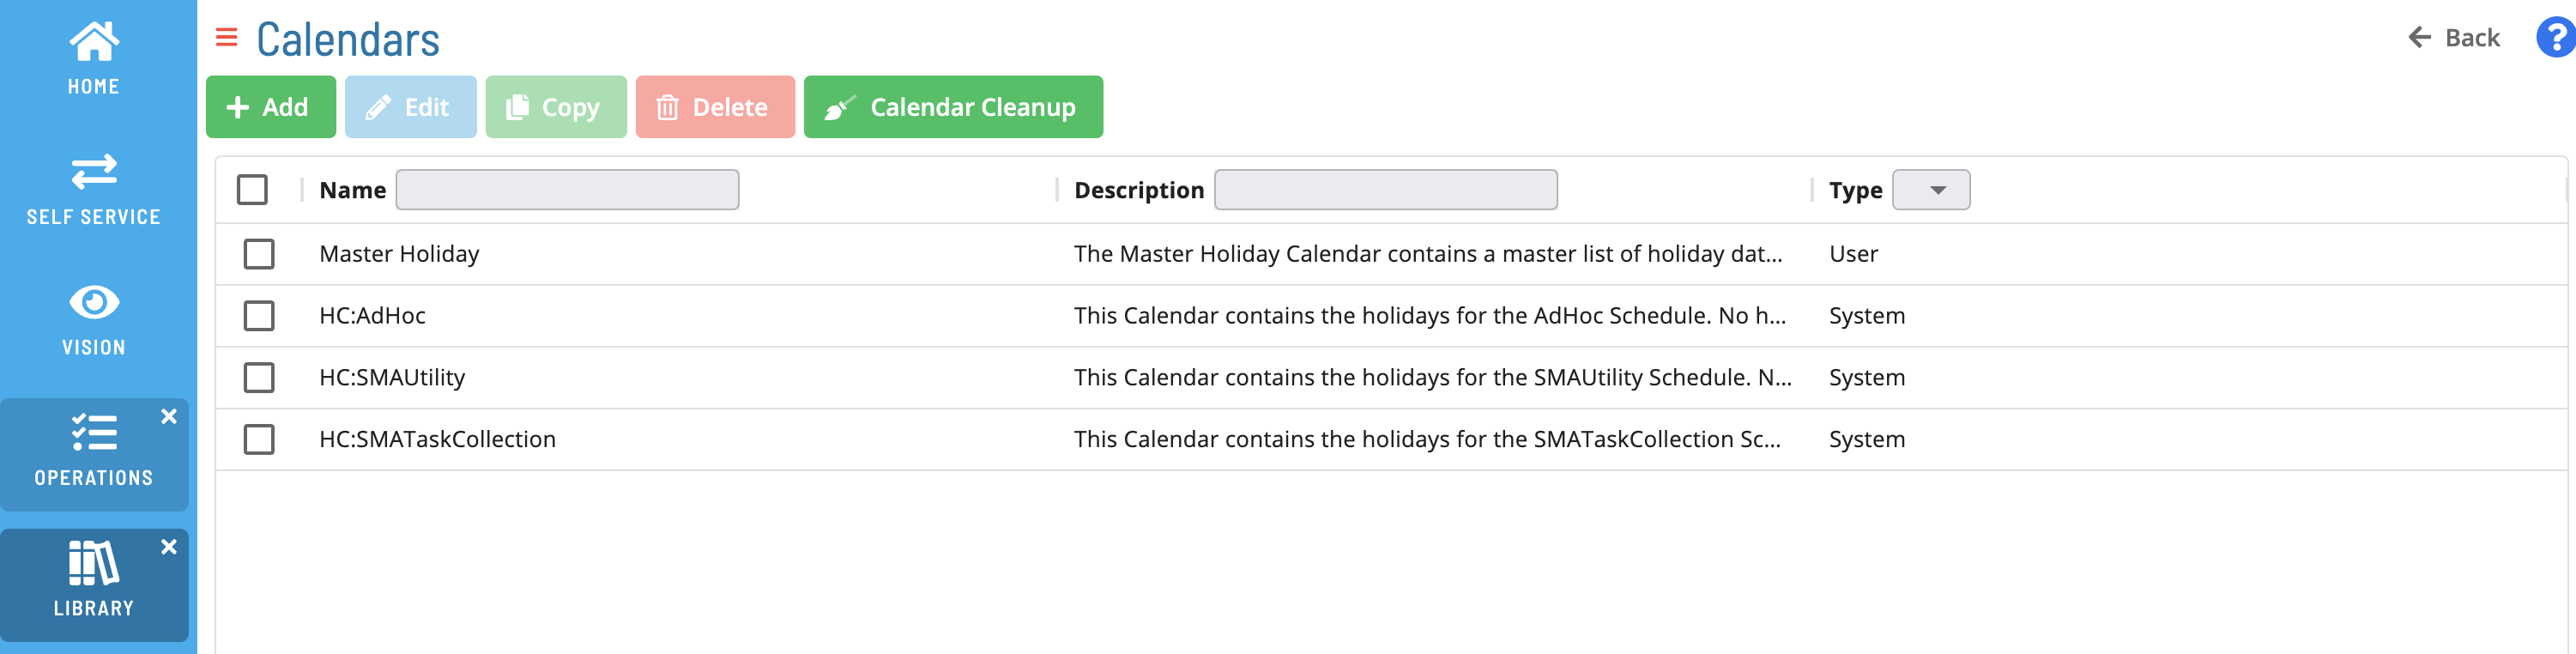 HOME
SELF SERVICE
VISION
OPERATIONS
LIBRARY
Calendars
Back
?
Add Edit Copy Delete Calendar Cleanup
Name Description Type
Master Holiday The Master Holiday Calendar contains a master list of holiday dat... User
HC:AdHoc This Calendar contains the holidays for the AdHoc Schedule. No h... System
HC:SMAUtility This Calendar contains the holidays for the SMAUtility Schedule. N... System
HC:SMATaskCollection This Calendar contains the holidays for the SMATaskCollection Sc... System